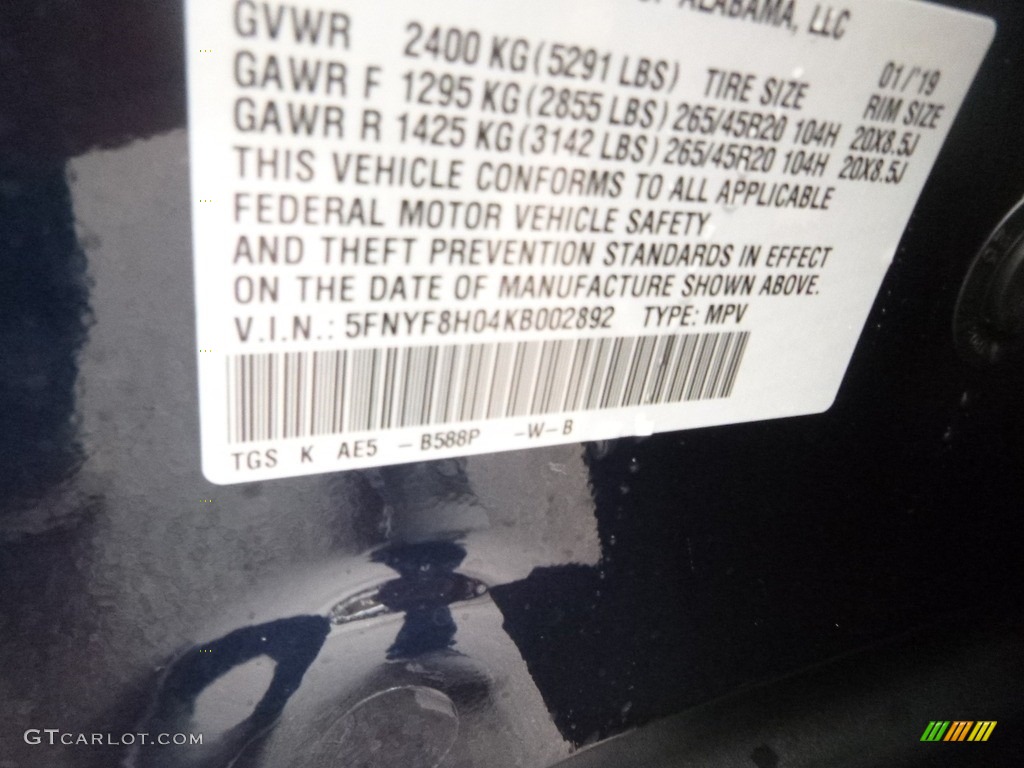 ALABAMA, LLC
01/'19
GVWR 2400 KG (5291 LBS) TIRE SIZE RIM SIZE
GAWR F 1295 KG (2855 LBS) 265/45R20 104H 20X8.5J
GAWR R 1425 KG (3142 LBS) 265/45R20 104H 20X8.5J
THIS VEHICLE CONFORMS TO ALL APPLICABLE
FEDERAL MOTOR VEHICLE SAFETY
AND THEFT PREVENTION STANDARDS IN EFFECT
ON THE DATE OF MANUFACTURE SHOWN ABOVE.
V.I.N.: 5FNYF8H04KB002892 TYPE: MPV
TGS K AE5 - B588P -W-B
GTCARLOT.COM